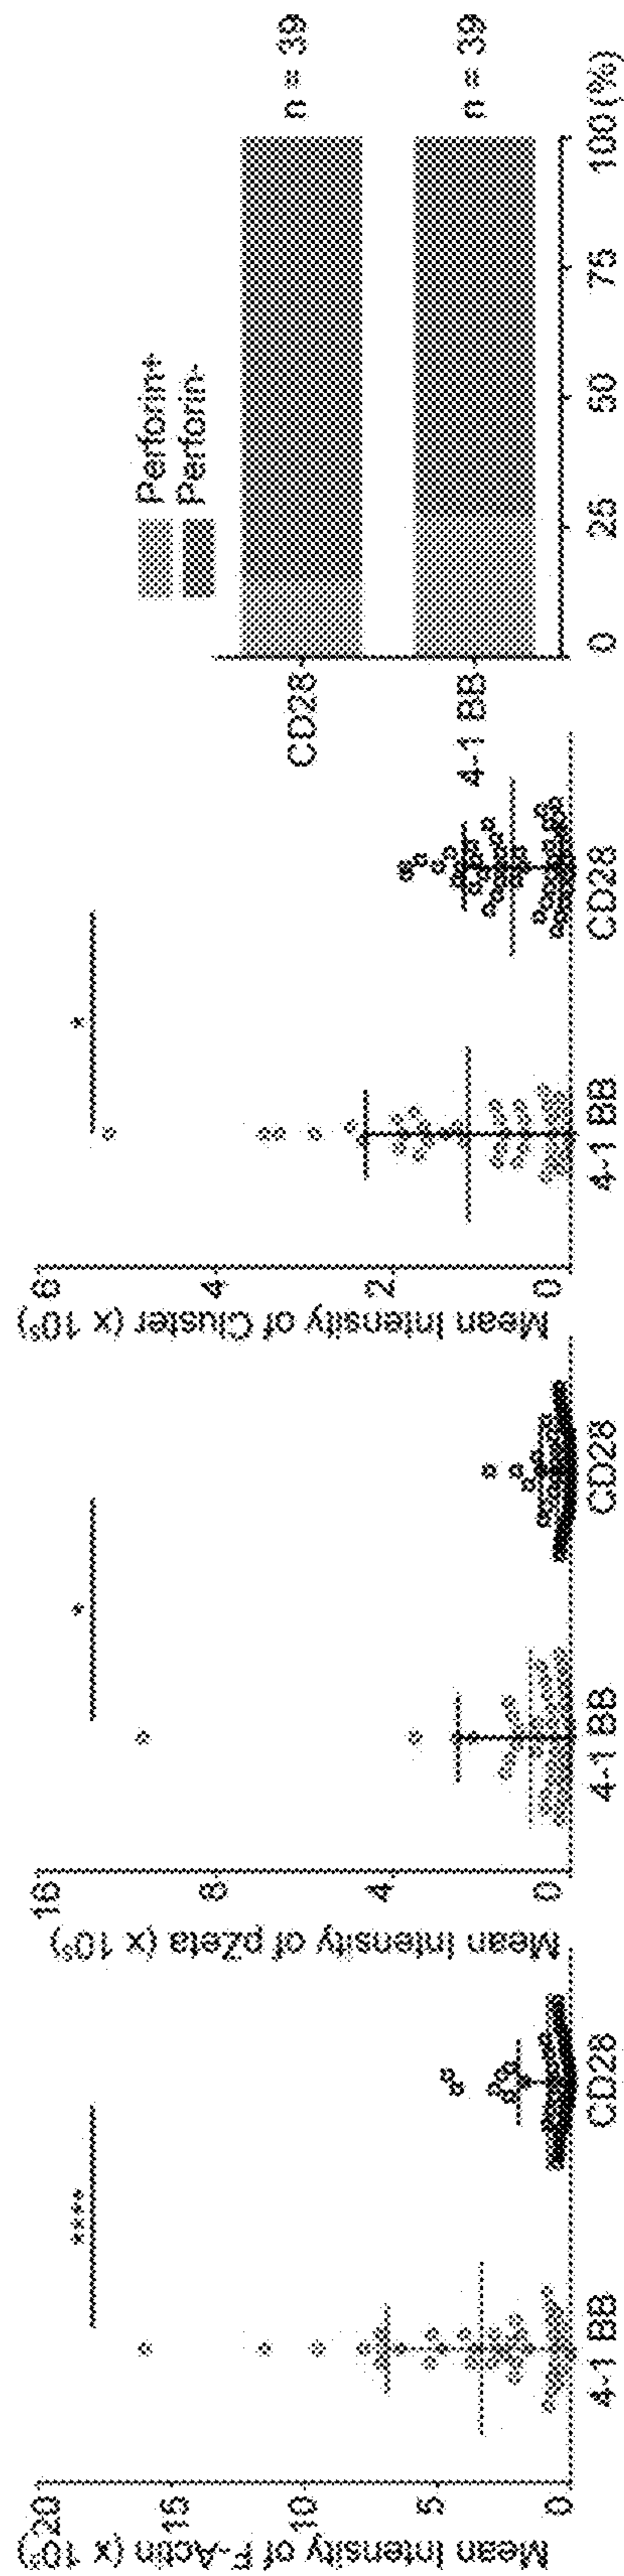 Mean Intensity of F-Actin (x 10⁵)
20
15
10
5
0
****
4-1 BB
CD28
Mean Intensity of pZeta (x 10⁵)
16
8
4
0
*
4-1 BB
CD28
Mean Intensity of Cluster (x 10⁵)
6
4
2
0
*
4-1 BB
CD28
Perforin+
Perforin-
CD28
n = 39
4-1 BB
n = 39
0 25 50 75 100 (%)